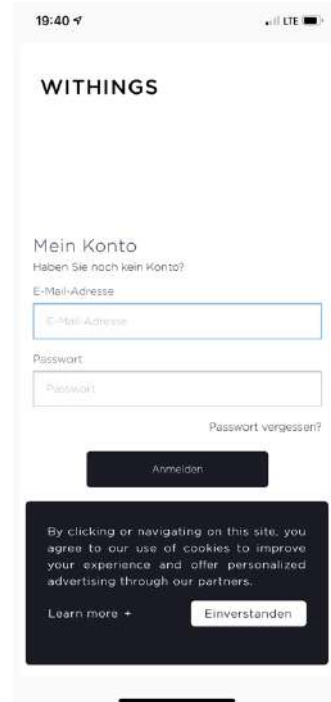 19:40
LTE
WITHINGS
Mein Konto
Haben Sie noch kein Konto?
E-Mail-Adresse
E-Mail-Adresse
Passwort
Passwort
Passwort vergessen?
Anmelden
By clicking or navigating on this site, you
agree to our use of cookies to improve
your experience and offer personalized
advertising through our partners.
Learn more +
Einverstanden